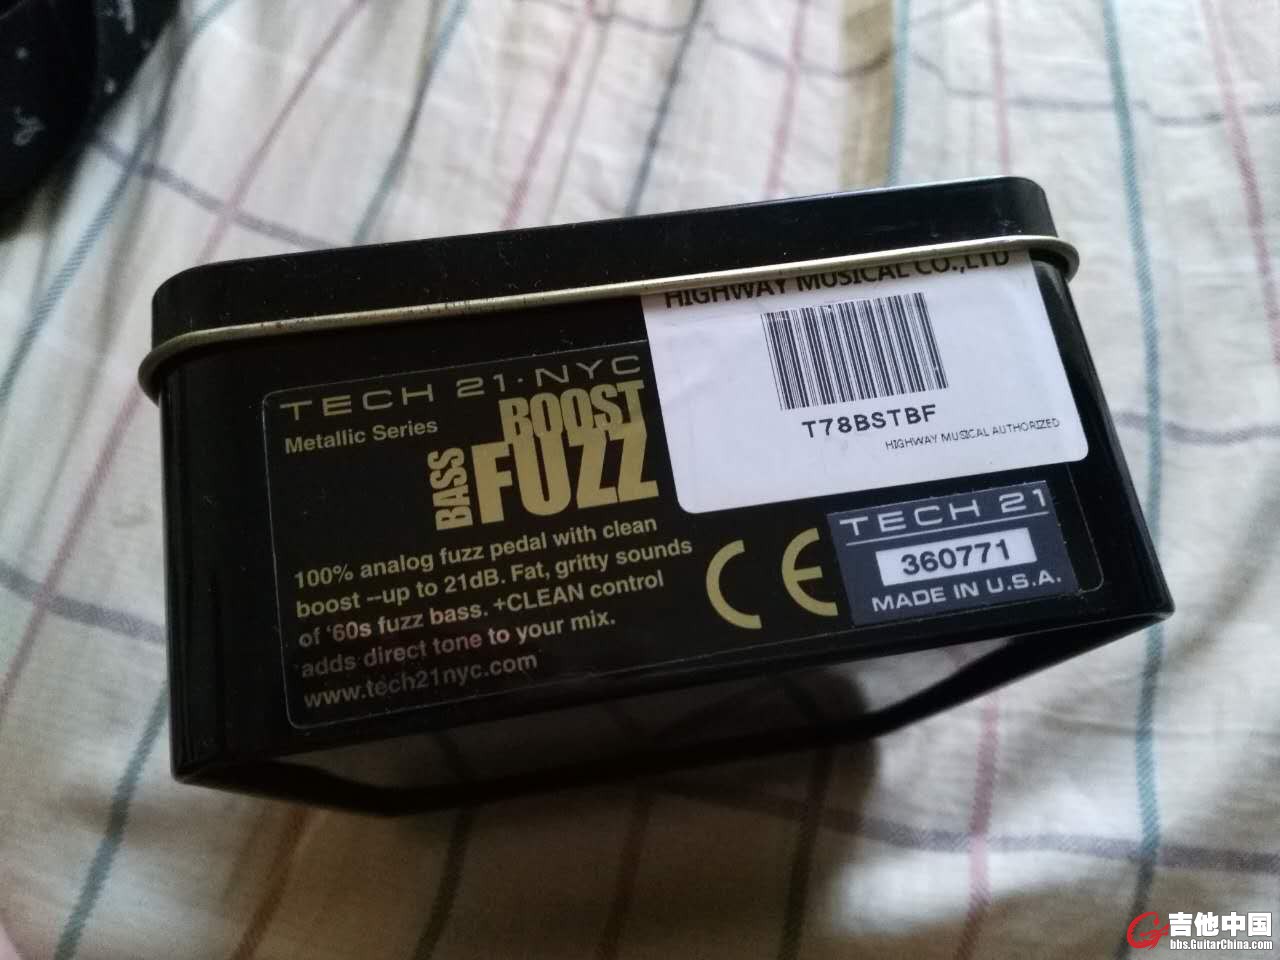 HIGHWAY MUSICAL CO.,LTD
T78BSTBF
HIGHWAY MUSICAL AUTHORIZED
TECH 21·NYC
Metallic Series
BOOST
BASS FUZZ
100% analog fuzz pedal with clean
boost --up to 21dB. Fat, gritty sounds
of ‘60s fuzz bass. +CLEAN control
adds direct tone to your mix.
www.tech21nyc.com
CE
TECH 21
360771
MADE IN U.S.A.
吉他中国
bbs.GuitarChina.com